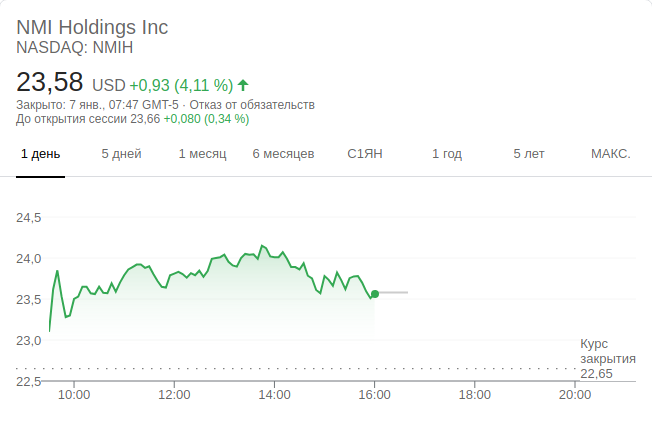 NMI Holdings Inc
NASDAQ: NMIH
23,58 USD +0,93 (4,11 %)
Закрыто: 7 янв., 07:47 GMT-5 · Отказ от обязательств
До открытия сессии 23,66 +0,080 (0,34 %)
1 день 5 дней 1 месяц 6 месяцев С1ЯН 1 год 5 лет МАКС.
24,5
24,0
23,5
23,0
Курс
закрытия
22,65
22,5
10:00 12:00 14:00 16:00 18:00 20:00